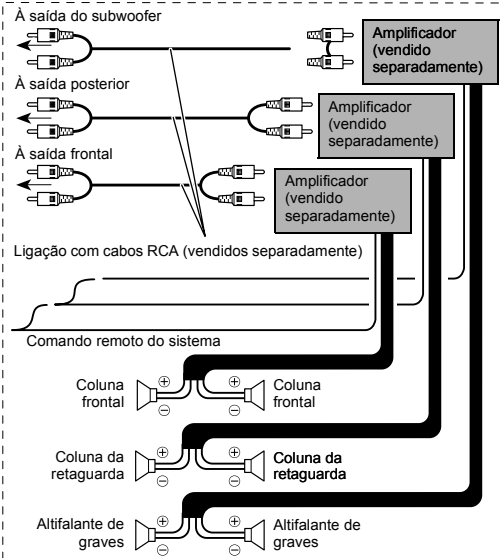 À saída do subwoofer
Amplificador
(vendido
separadamente)
À saída posterior
Amplificador
(vendido
separadamente)
À saída frontal
Amplificador
(vendido
separadamente)
Ligação com cabos RCA (vendidos separadamente)
Comando remoto do sistema
Coluna
frontal
⊕
⊖
⊕
⊖
Coluna
frontal
Coluna da
retaguarda
⊕
⊖
⊕
⊖
Coluna da
retaguarda
Altifalante de
graves
⊕
⊖
⊕
⊖
Altifalante de
graves